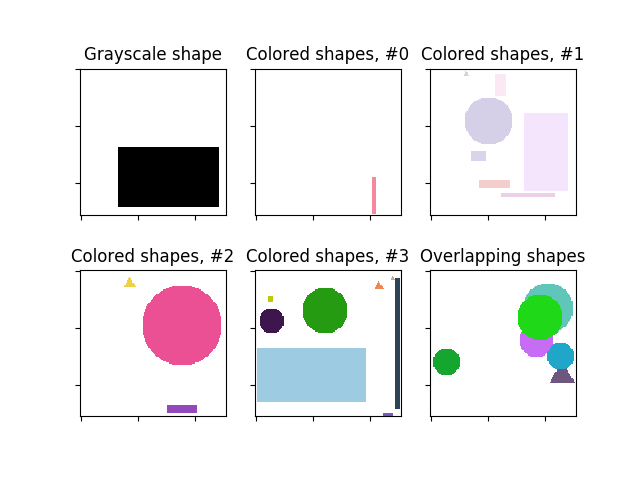 Grayscale shape
Colored shapes, #0
Colored shapes, #1
Colored shapes, #2
Colored shapes, #3
Overlapping shapes